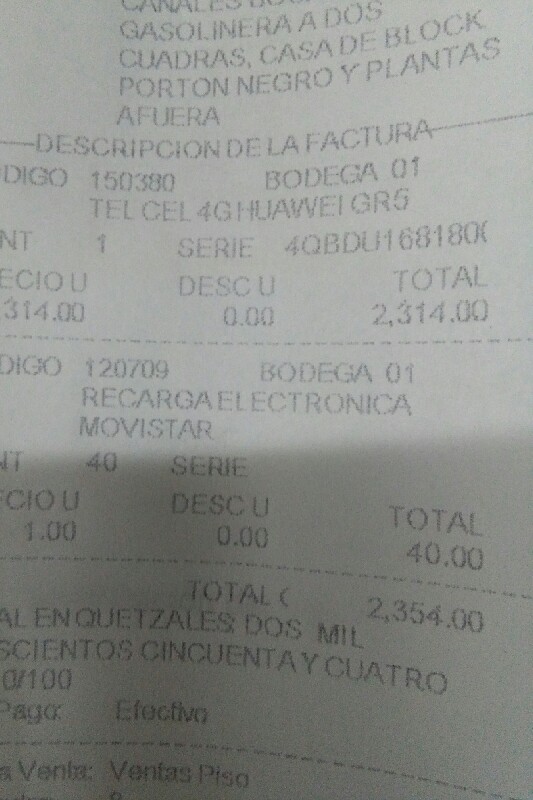 CANALES
GASOLINERA A DOS
CUADRAS, CASA DE BLOCK
PORTON NEGRO Y PLANTAS
AFUERA
DESCRIPCION DE LA FACTURA
DIGO 150380 BODEGA 01
TEL CEL 4G HUAWEI GR5
NT 1 SERIE 4QBDU168180
ECIO U DESC U TOTAL
,314.00 0.00 2,314.00
DIGO 120709 BODEGA 01
RECARGA ELECTRONICA
MOVISTAR
NT 40 SERIE
ECIO U DESC U TOTAL
1.00 0.00 40.00
TOTAL ( 2,354.00
AL EN QUETZALES: DOS MIL
SCIENTOS CINCUENTA Y CUATRO
0/100
Pago: Efectivo
a Venta: Ventas Piso